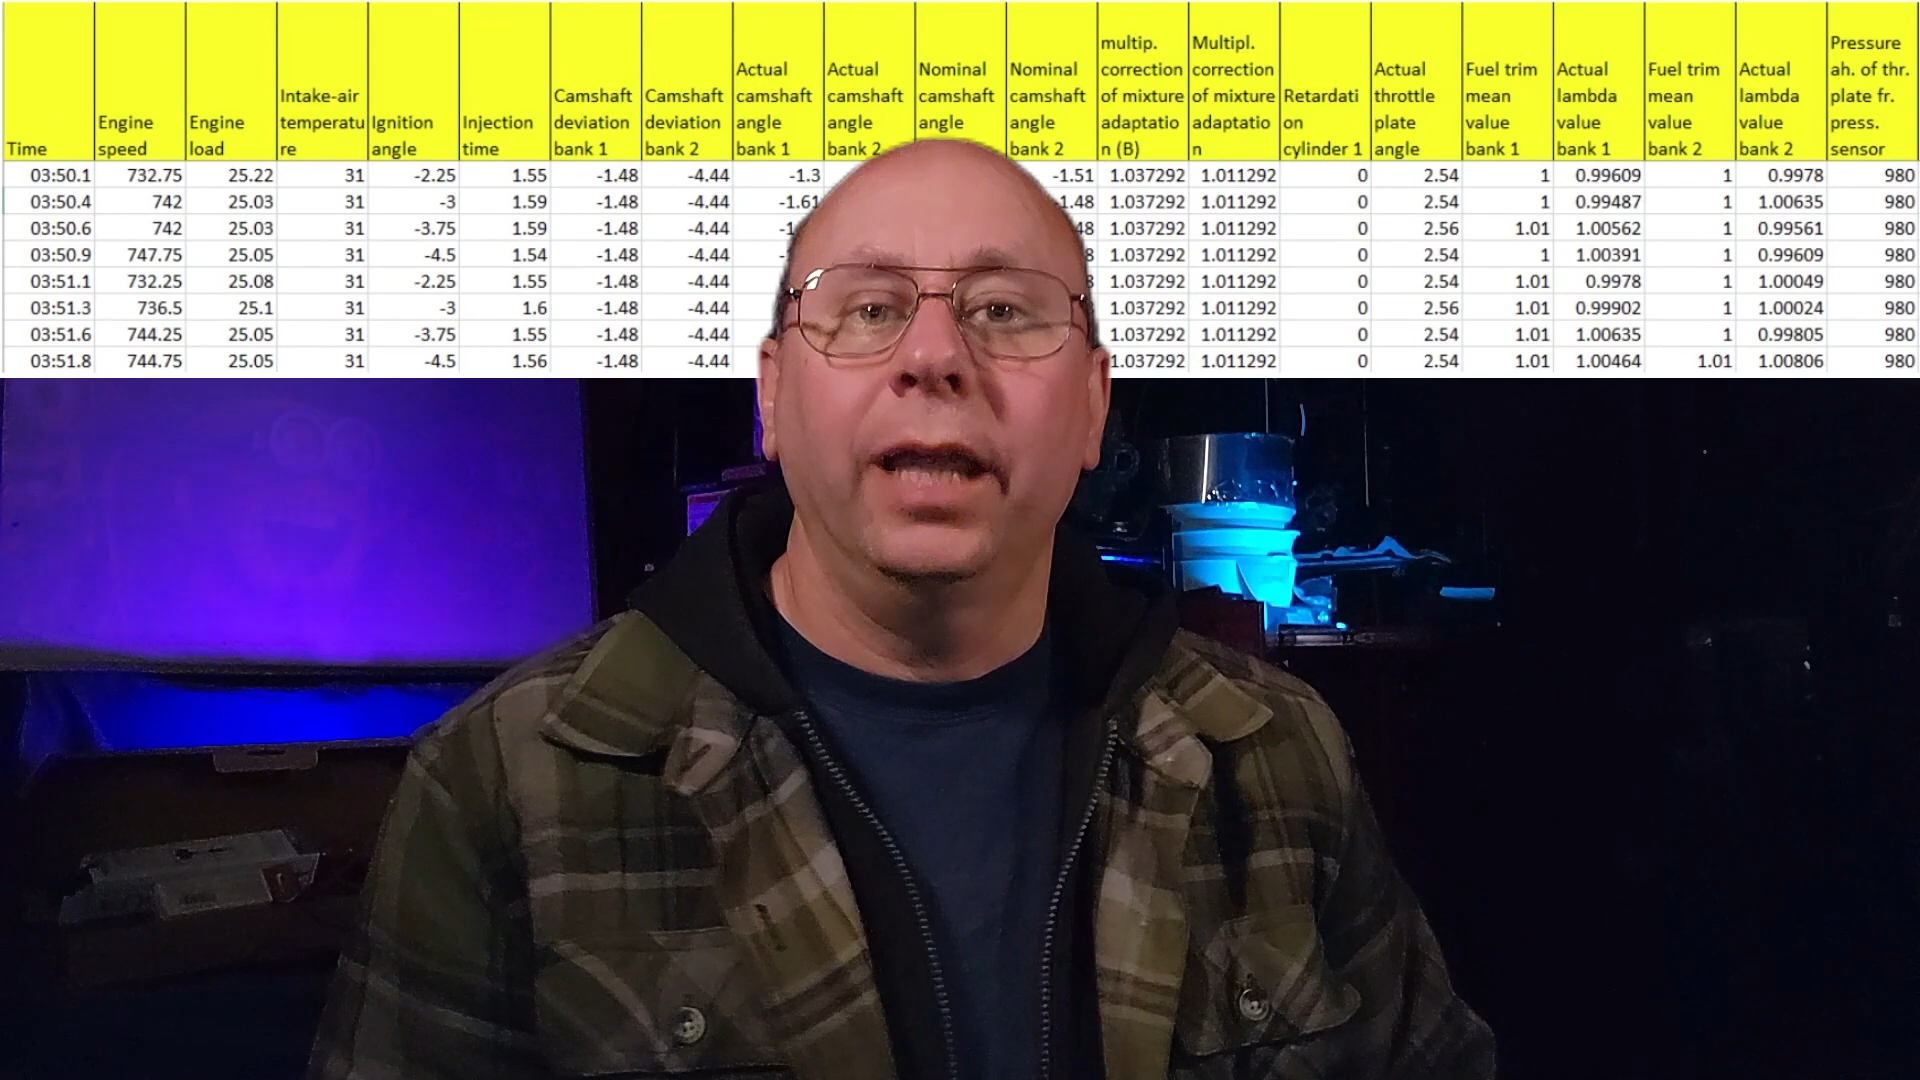 Time Engine speed Engine load Intake-air temperature Ignition angle Injection time Camshaft deviation bank 1 Camshaft deviation bank 2 Actual camshaft angle bank 1 Actual camshaft angle bank 2 Nominal camshaft angle Nominal camshaft angle bank 2 multip. correction of mixture adaptation (B) Multipl. correction of mixture adaptation Retardation cylinder 1 Actual throttle plate angle Fuel trim mean value bank 1 Actual lambda value bank 1 Fuel trim mean value bank 2 Actual lambda value bank 2 Pressure ah. of thr. plate fr. press. sensor
03:50.1 732.75 25.22 31 -2.25 1.55 -1.48 -4.44 -1.3 -1.51 1.037292 1.011292 0 2.54 1 0.99609 1 0.9978 980
03:50.4 742 25.03 31 -3 1.59 -1.48 -4.44 -1.61 1.037292 1.011292 0 2.54 1 0.99487 1 1.00635 980
03:50.6 742 25.03 31 -3.75 1.59 -1.48 -4.44 1.037292 1.011292 0 2.56 1.01 1.00562 1 0.99561 980
03:50.9 747.75 25.05 31 -4.5 1.54 -1.48 -4.44 1.037292 1.011292 0 2.54 1 1.00391 1 0.99609 980
03:51.1 732.25 25.08 31 -2.25 1.55 -1.48 -4.44 1.037292 1.011292 0 2.54 1.01 0.9978 1 1.00049 980
03:51.3 736.5 25.1 31 -3 1.6 -1.48 -4.44 1.037292 1.011292 0 2.56 1.01 0.99902 1 1.00024 980
03:51.6 744.25 25.05 31 -3.75 1.55 -1.48 -4.44 1.037292 1.011292 0 2.54 1.01 1.00635 1 0.99805 980
03:51.8 744.75 25.05 31 -4.5 1.56 -1.48 -4.44 1.037292 1.011292 0 2.54 1.01 1.00464 1.01 1.00806 980